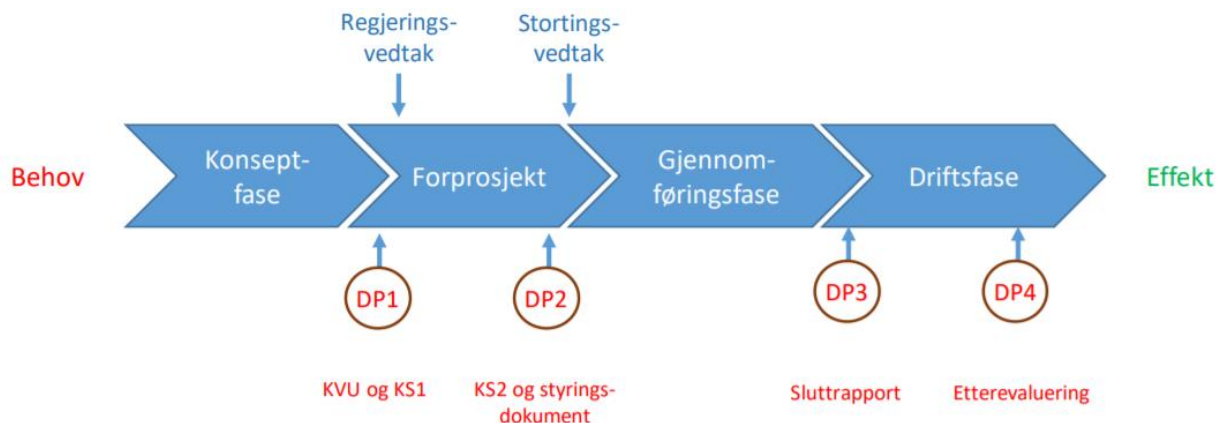 Regjerings-
vedtak
Stortings-
vedtak
Behov
Konsept-
fase
Forprosjekt
Gjennom-
føringsfase
Driftsfase
Effekt
DP1
DP2
DP3
DP4
KVU og KS1
KS2 og styrings-
dokument
Sluttrapport
Etterevaluering